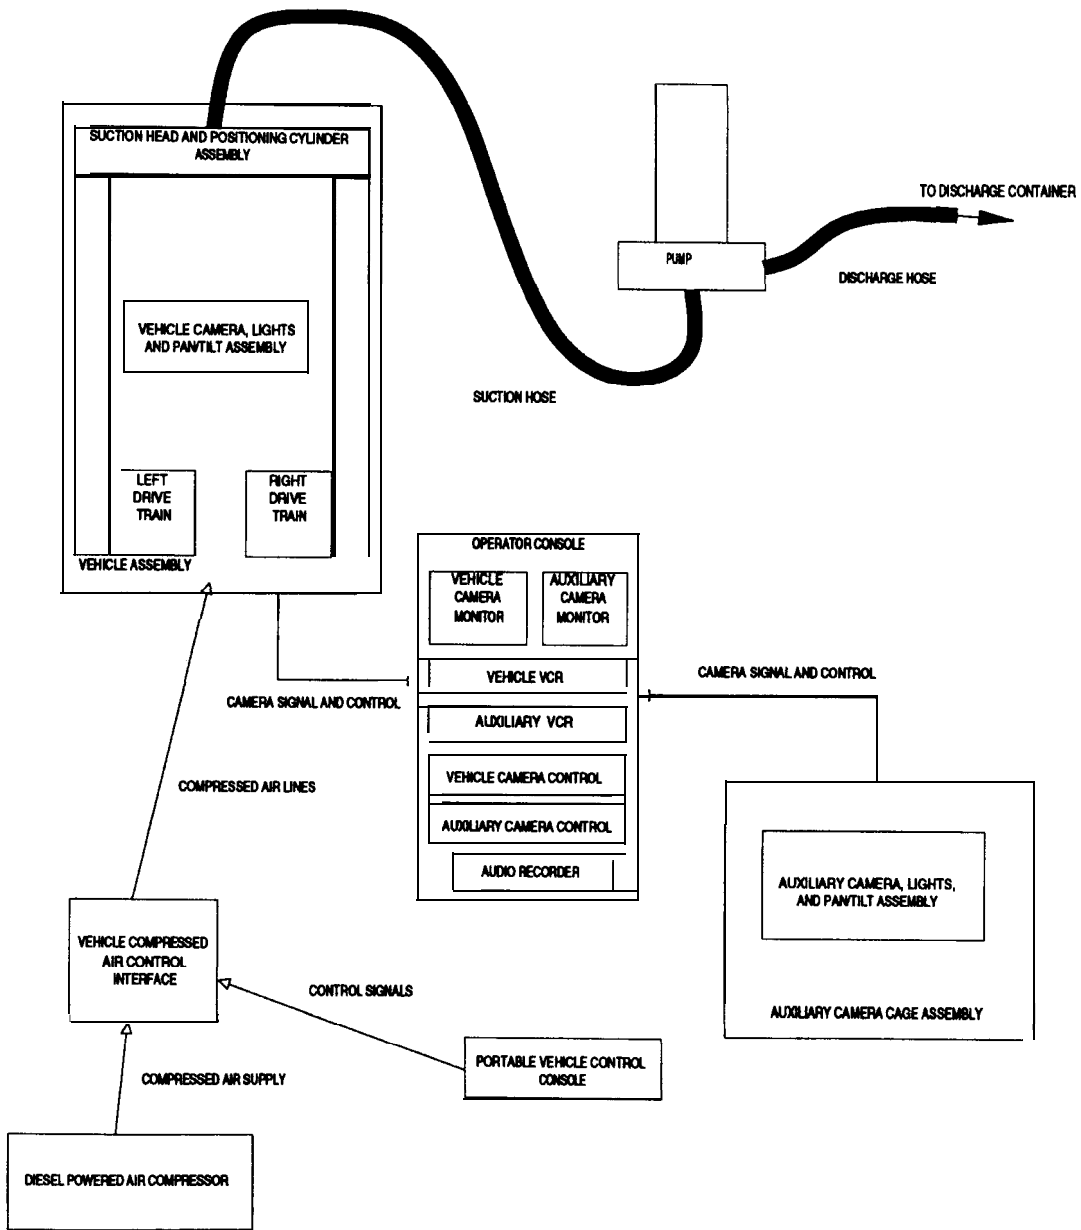 SUCTION HEAD AND POSITIONING CYLINDER
ASSEMBLY
TO DISCHARGE CONTAINER
PUMP
DISCHARGE HOSE
VEHICLE CAMERA, LIGHTS
AND PAN/TILT ASSEMBLY
SUCTION HOSE
LEFT
DRIVE
TRAIN
RIGHT
DRIVE
TRAIN
VEHICLE ASSEMBLY
OPERATOR CONSOLE
VEHICLE
CAMERA
MONITOR
AUXILIARY
CAMERA
MONITOR
VEHICLE VCR
CAMERA SIGNAL AND CONTROL
CAMERA SIGNAL AND CONTROL
AUXILIARY VCR
VEHICLE CAMERA CONTROL
COMPRESSED AIR LINES
AUXILIARY CAMERA CONTROL
AUDIO RECORDER
AUXILIARY CAMERA, LIGHTS,
AND PAN/TILT ASSEMBLY
VEHICLE COMPRESSED
AIR CONTROL
INTERFACE
CONTROL SIGNALS
AUXILIARY CAMERA CAGE ASSEMBLY
PORTABLE VEHICLE CONTROL
CONSOLE
COMPRESSED AIR SUPPLY
DIESEL POWERED AIR COMPRESSOR